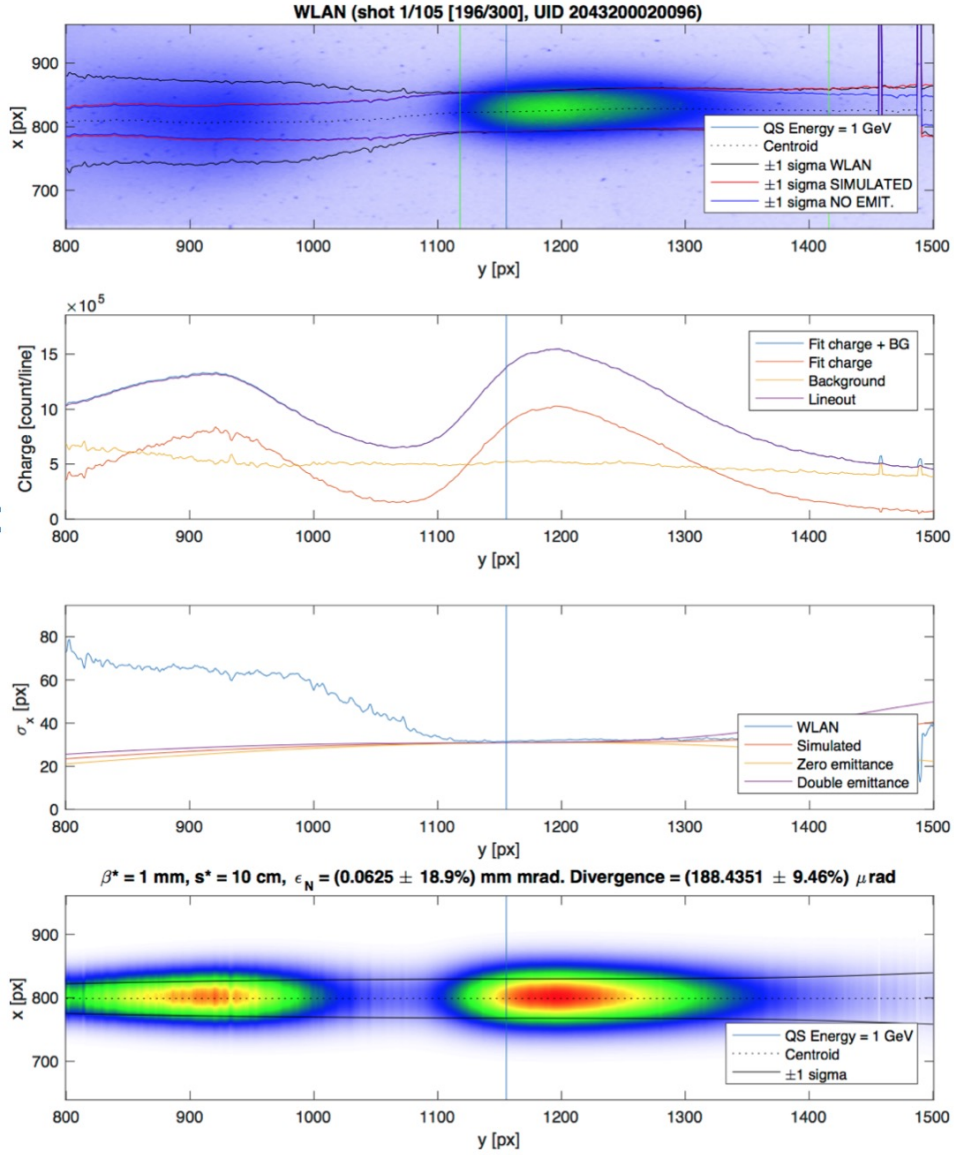 WLAN (shot 1/105 [196/300], UID 2043200020096)
900
800
700
x [px]
QS Energy = 1 GeV
Centroid
±1 sigma WLAN
±1 sigma SIMULATED
±1 sigma NO EMIT.
800 900 1000 1100 1200 1300 1400 1500
y [px]
×10⁵
15
10
5
0
Charge [count/line]
Fit charge + BG
Fit charge
Background
Lineout
800 900 1000 1100 1200 1300 1400 1500
y [px]
80
60
40
20
0
σx [px]
WLAN
Simulated
Zero emittance
Double emittance
800 900 1000 1100 1200 1300 1400 1500
y [px]
β* = 1 mm, s* = 10 cm, ϵN = (0.0625 ± 18.9%) mm mrad. Divergence = (188.4351 ± 9.46%) μrad
900
800
700
x [px]
QS Energy = 1 GeV
Centroid
±1 sigma
800 900 1000 1100 1200 1300 1400 1500
y [px]